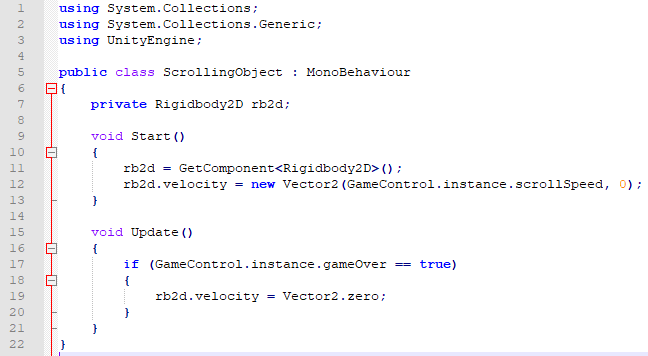 1 using System.Collections;
2 using System.Collections.Generic;
3 using UnityEngine;
4
5 public class ScrollingObject : MonoBehaviour
6 {
7     private Rigidbody2D rb2d;
8
9     void Start()
10     {
11         rb2d = GetComponent<Rigidbody2D>();
12         rb2d.velocity = new Vector2(GameControl.instance.scrollSpeed, 0);
13     }
14
15     void Update()
16     {
17         if (GameControl.instance.gameOver == true)
18         {
19             rb2d.velocity = Vector2.zero;
20         }
21     }
22 }